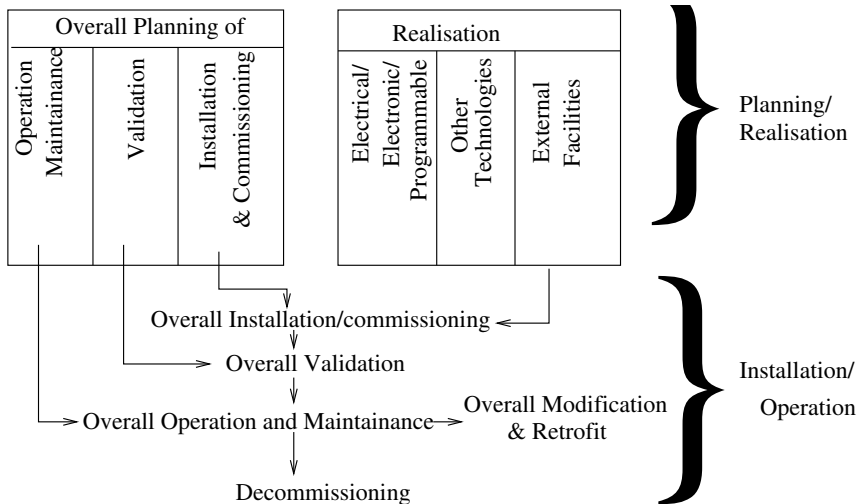 Overall Planning of
Operation
Maintainance
Validation
Installation
& Commissioning
Realisation
Electrical/
Electronic/
Programmable
Other
Technologies
External
Facilities
Planning/
Realisation
Overall Installation/commissioning
Overall Validation
Overall Operation and Maintainance
Overall Modification
& Retrofit
Decommissioning
Installation/
Operation